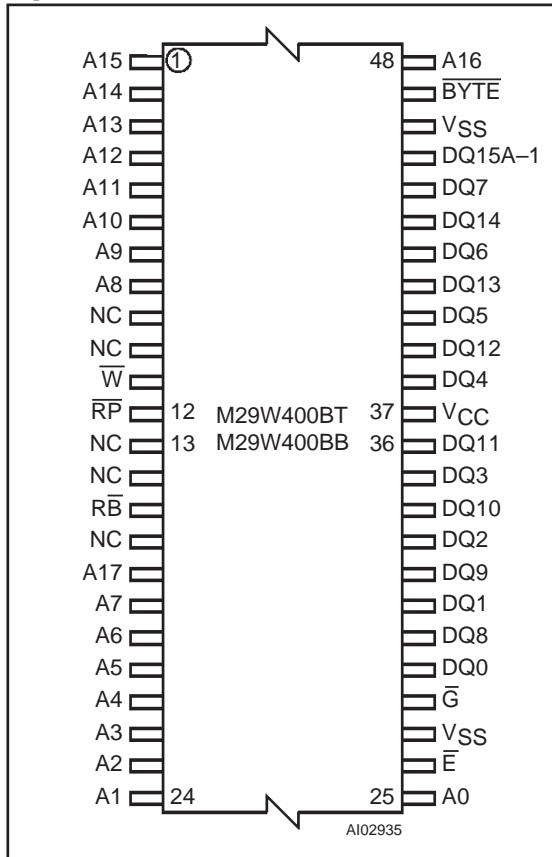 A15 1 48 A16
A14 B̅Y̅T̅E̅
A13 VSS
A12 DQ15A–1
A11 DQ7
A10 DQ14
A9 DQ6
A8 DQ13
NC DQ5
NC DQ12
W̅ DQ4
R̅P̅ 12 M29W400BT 37 VCC
NC 13 M29W400BB 36 DQ11
NC DQ3
RB̅ DQ10
NC DQ2
A17 DQ9
A7 DQ1
A6 DQ8
A5 DQ0
A4 G̅
A3 VSS
A2 E̅
A1 24 25 A0
AI02935